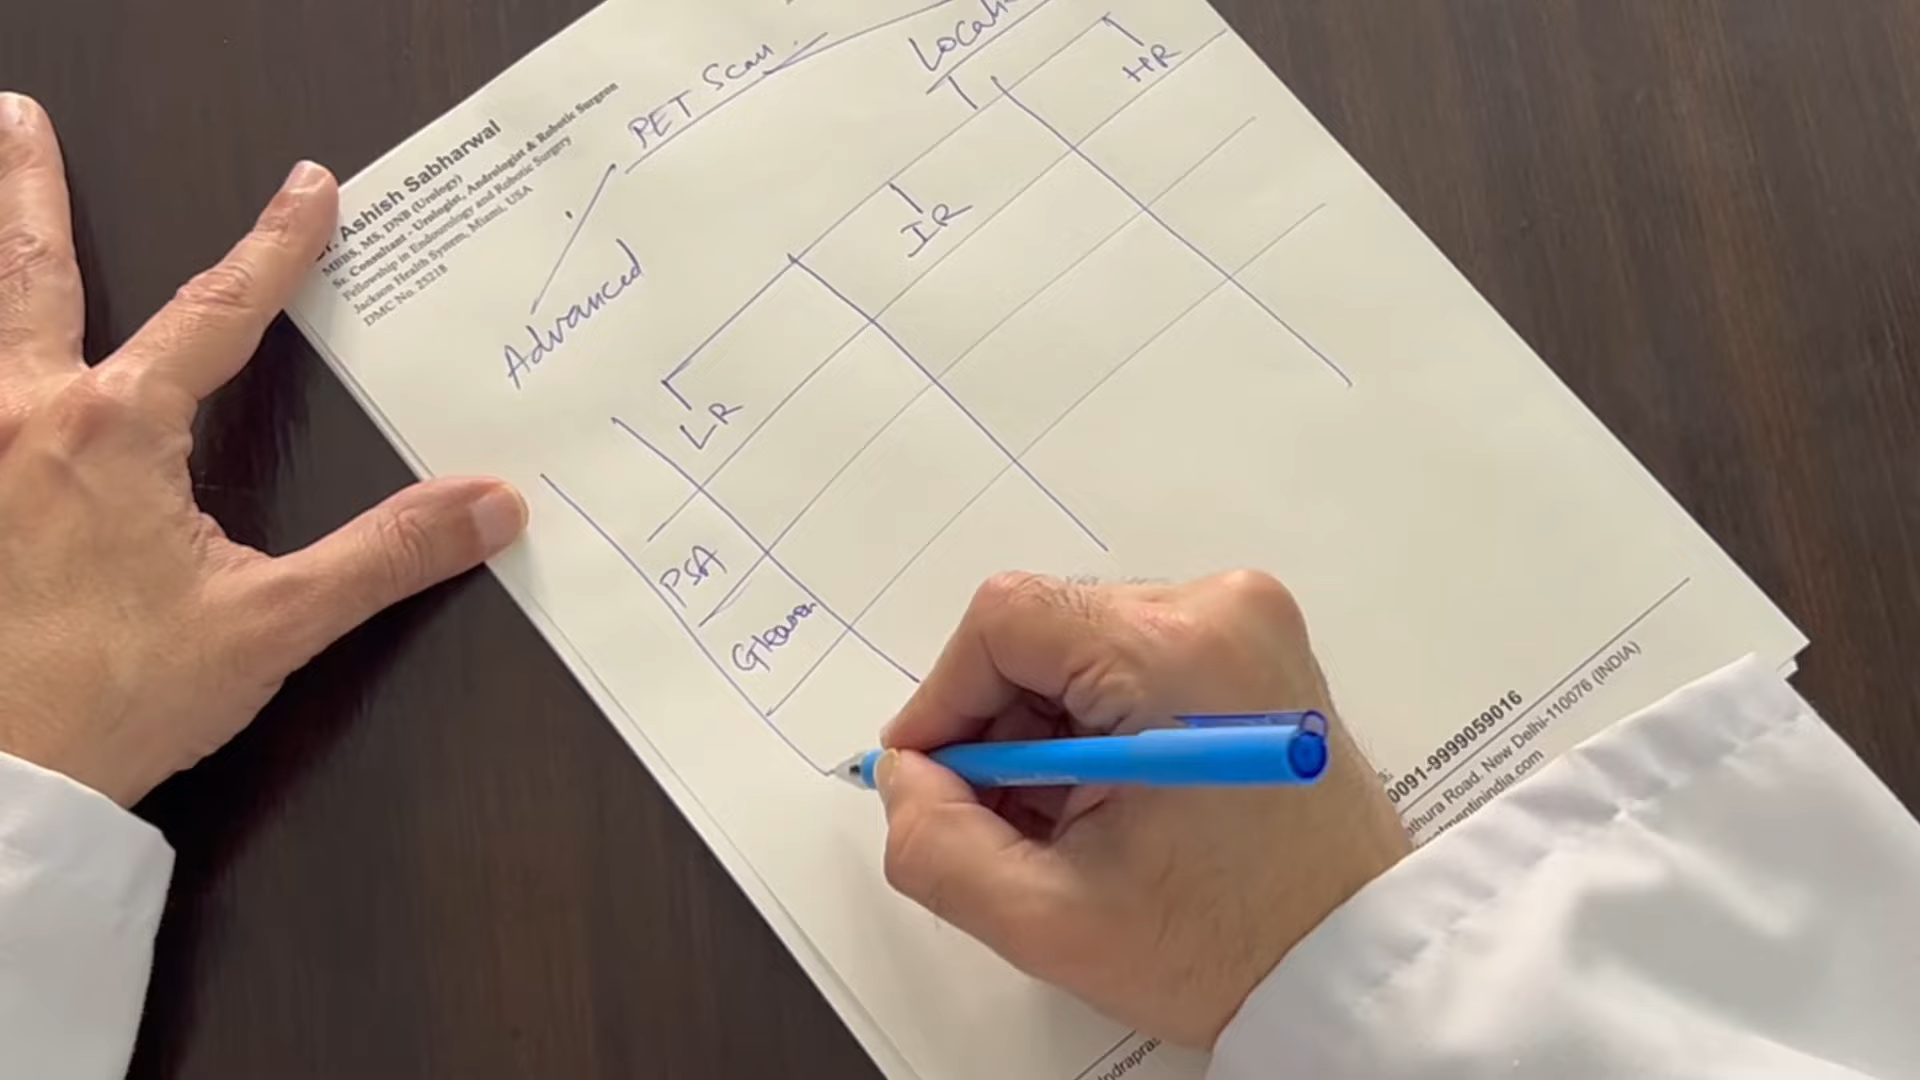 Dr. Ashish Sabharwal
MBBS, MS, DNB (Urology)
Sr. Consultant - Urologist, Andrologist & Robotic Surgeon
Fellowship in Endourology and Robotic Surgery
Jackson Health System, Miami, USA
DMC No. 25218
PET Scan
Advanced
LR
IR
HR
PSA
0091-9999059016
Road, New Delhi-110076 (INDIA)